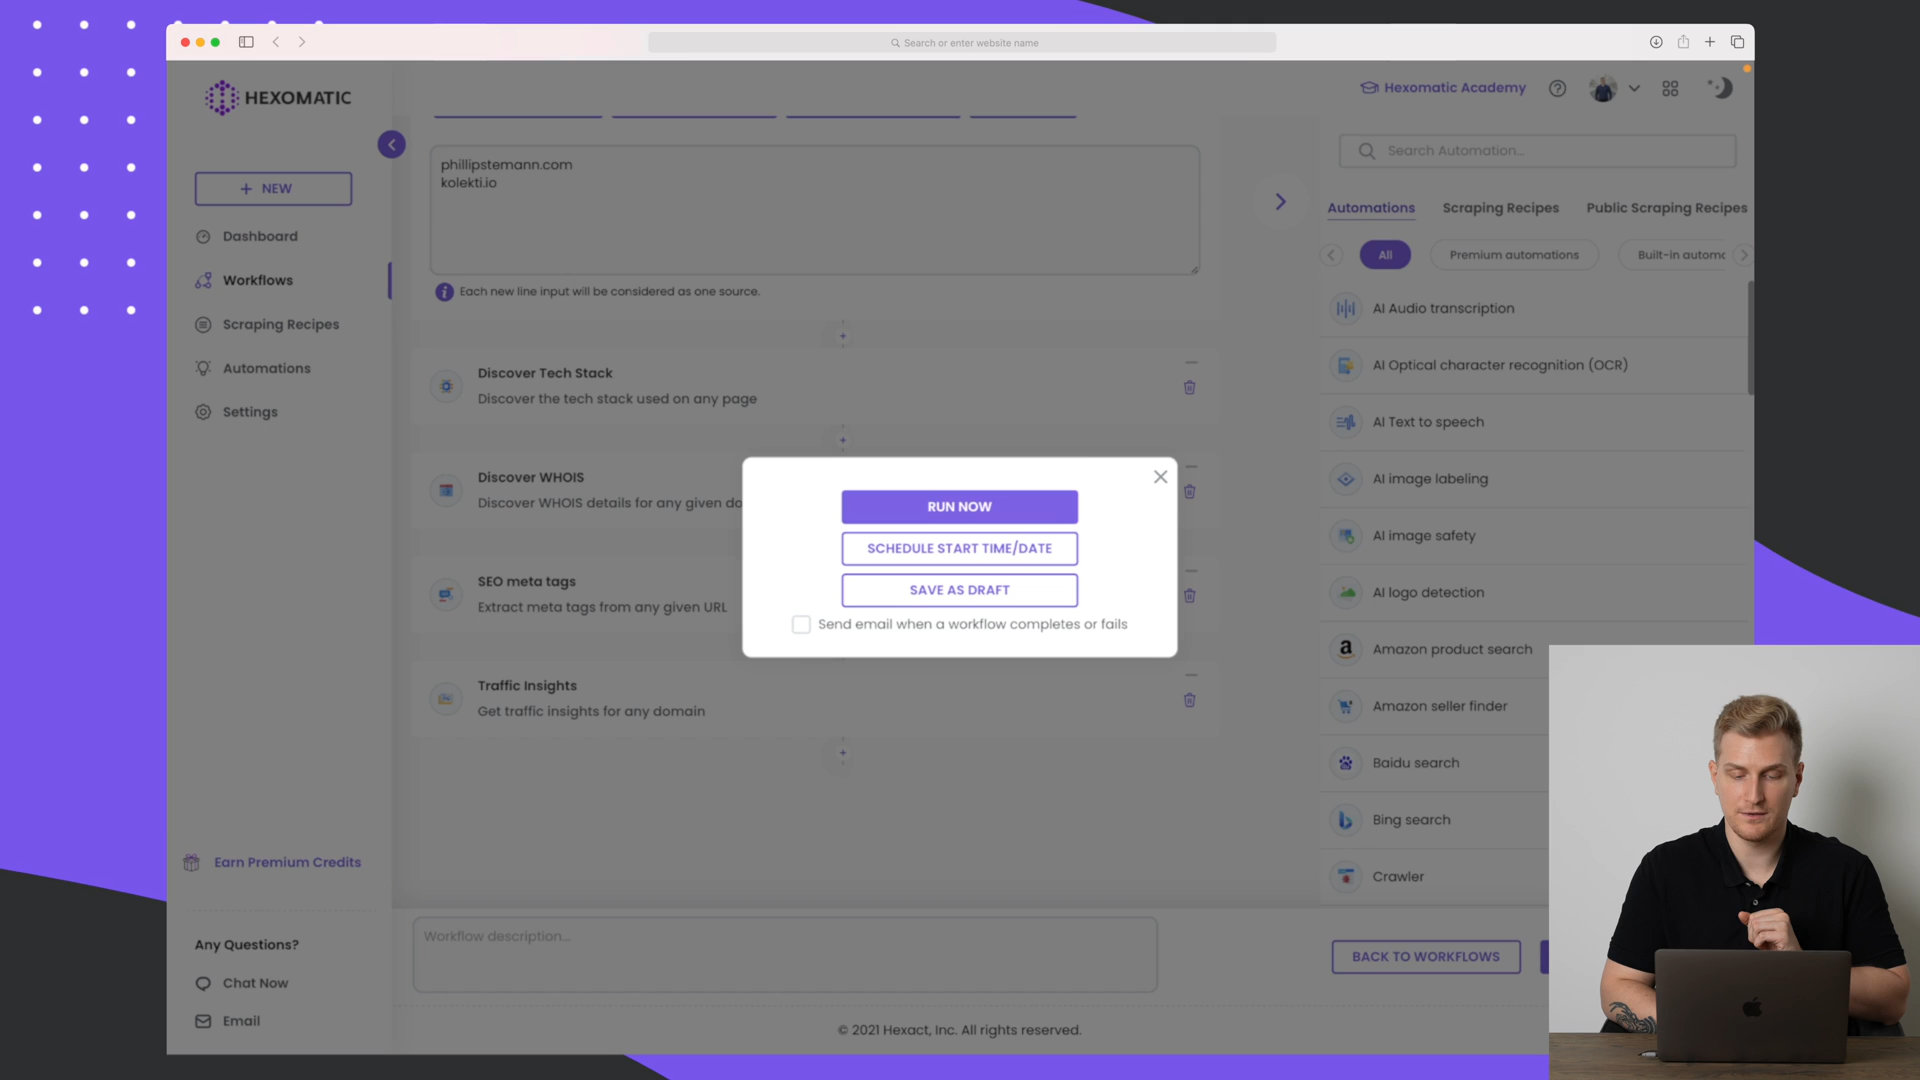 Search or enter website name
HEXOMATIC
Hexomatic Academy
+ NEW
Dashboard
Workflows
Scraping Recipes
Automations
Settings
Earn Premium Credits
Any Questions?
Chat Now
Email
phillipstemann.com
kolekti.io
Each new line input will be considered as one source.
Discover Tech Stack
Discover the tech stack used on any page
Discover WHOIS
Discover WHOIS details for any given do
SEO meta tags
Extract meta tags from any given URL
Traffic Insights
Get traffic insights for any domain
RUN NOW
SCHEDULE START TIME/DATE
SAVE AS DRAFT
Send email when a workflow completes or fails
Search Automation...
Automations
Scraping Recipes
Public Scraping Recipes
All
Premium automations
Built-in automa
AI Audio transcription
AI Optical character recognition (OCR)
AI Text to speech
AI image labeling
AI image safety
AI logo detection
Amazon product search
Amazon seller finder
Baidu search
Bing search
Crawler
Workflow description...
BACK TO WORKFLOWS
© 2021 Hexact, Inc. All rights reserved.